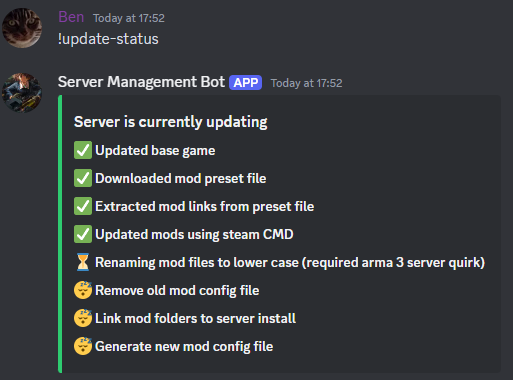 Ben Today at 17:52
!update-status
Server Management Bot APP Today at 17:52
Server is currently updating
✅ Updated base game
✅ Downloaded mod preset file
✅ Extracted mod links from preset file
✅ Updated mods using steam CMD
⏳ Renaming mod files to lower case (required arma 3 server quirk)
😴 Remove old mod config file
😴 Link mod folders to server install
😴 Generate new mod config file